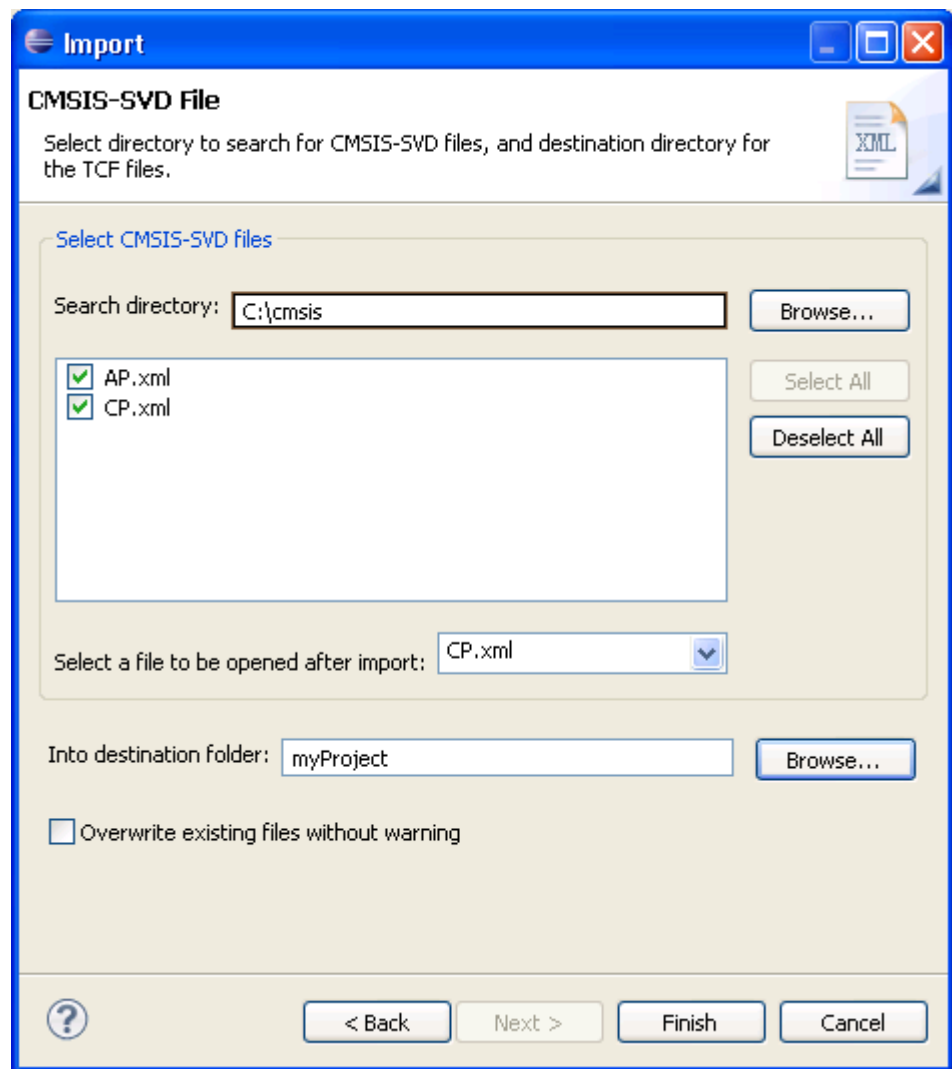 Import
CMSIS-SVD File
Select directory to search for CMSIS-SVD files, and destination directory for
the TCF files.
XML
Select CMSIS-SVD files
Search directory: C:\cmsis Browse...
AP.xml Select All
CP.xml
Deselect All
Select a file to be opened after import: CP.xml
Into destination folder: myProject Browse...
Overwrite existing files without warning
? < Back Next > Finish Cancel